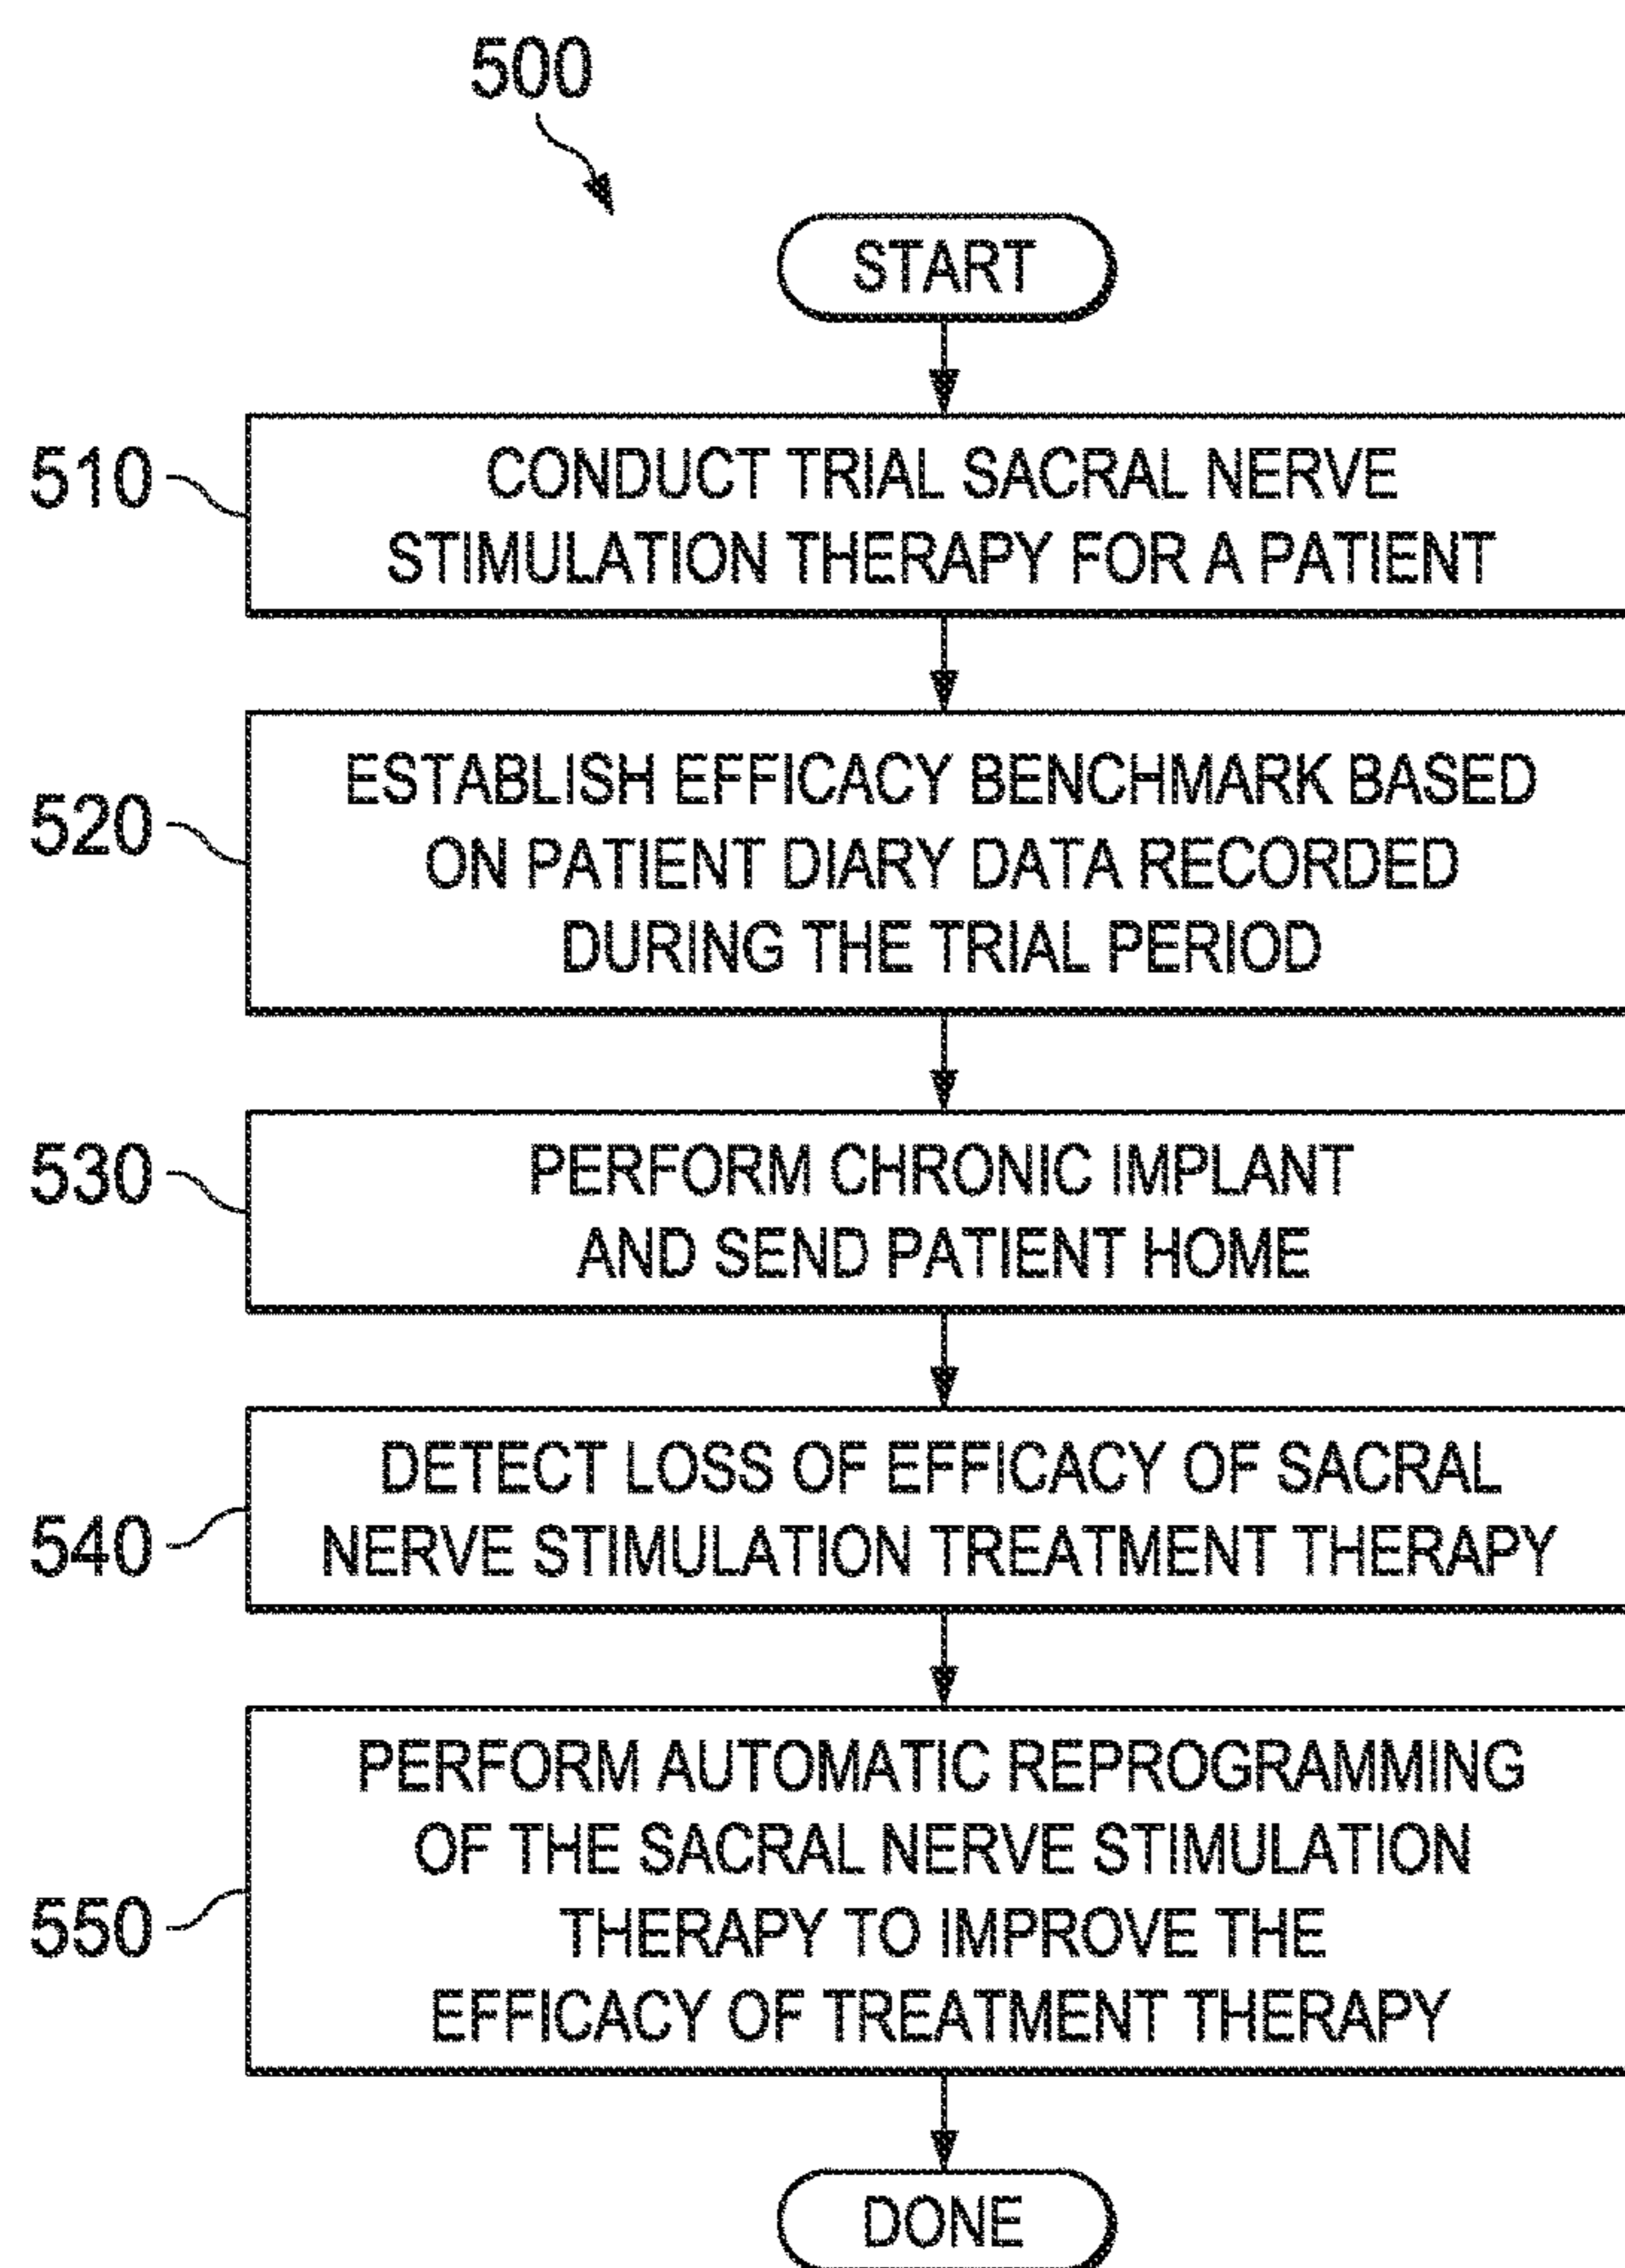 500
START
510
CONDUCT TRIAL SACRAL NERVE
STIMULATION THERAPY FOR A PATIENT
520
ESTABLISH EFFICACY BENCHMARK BASED
ON PATIENT DIARY DATA RECORDED
DURING THE TRIAL PERIOD
530
PERFORM CHRONIC IMPLANT
AND SEND PATIENT HOME
540
DETECT LOSS OF EFFICACY OF SACRAL
NERVE STIMULATION TREATMENT THERAPY
550
PERFORM AUTOMATIC REPROGRAMMING
OF THE SACRAL NERVE STIMULATION
THERAPY TO IMPROVE THE
EFFICACY OF TREATMENT THERAPY
DONE